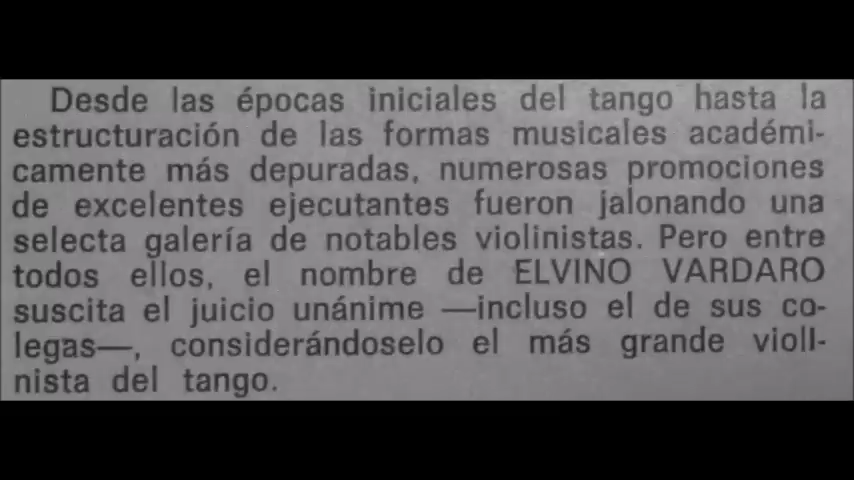 Desde las épocas iniciales del tango hasta la
estructuración de las formas musicales académi-
camente más depuradas, numerosas promociones
de excelentes ejecutantes fueron jalonando una
selecta galería de notables violinistas. Pero entre
todos ellos, el nombre de ELVINO VARDARO
suscita el juicio unánime —incluso el de sus co-
legas—, considerándoselo el más grande violi-
nista del tango.